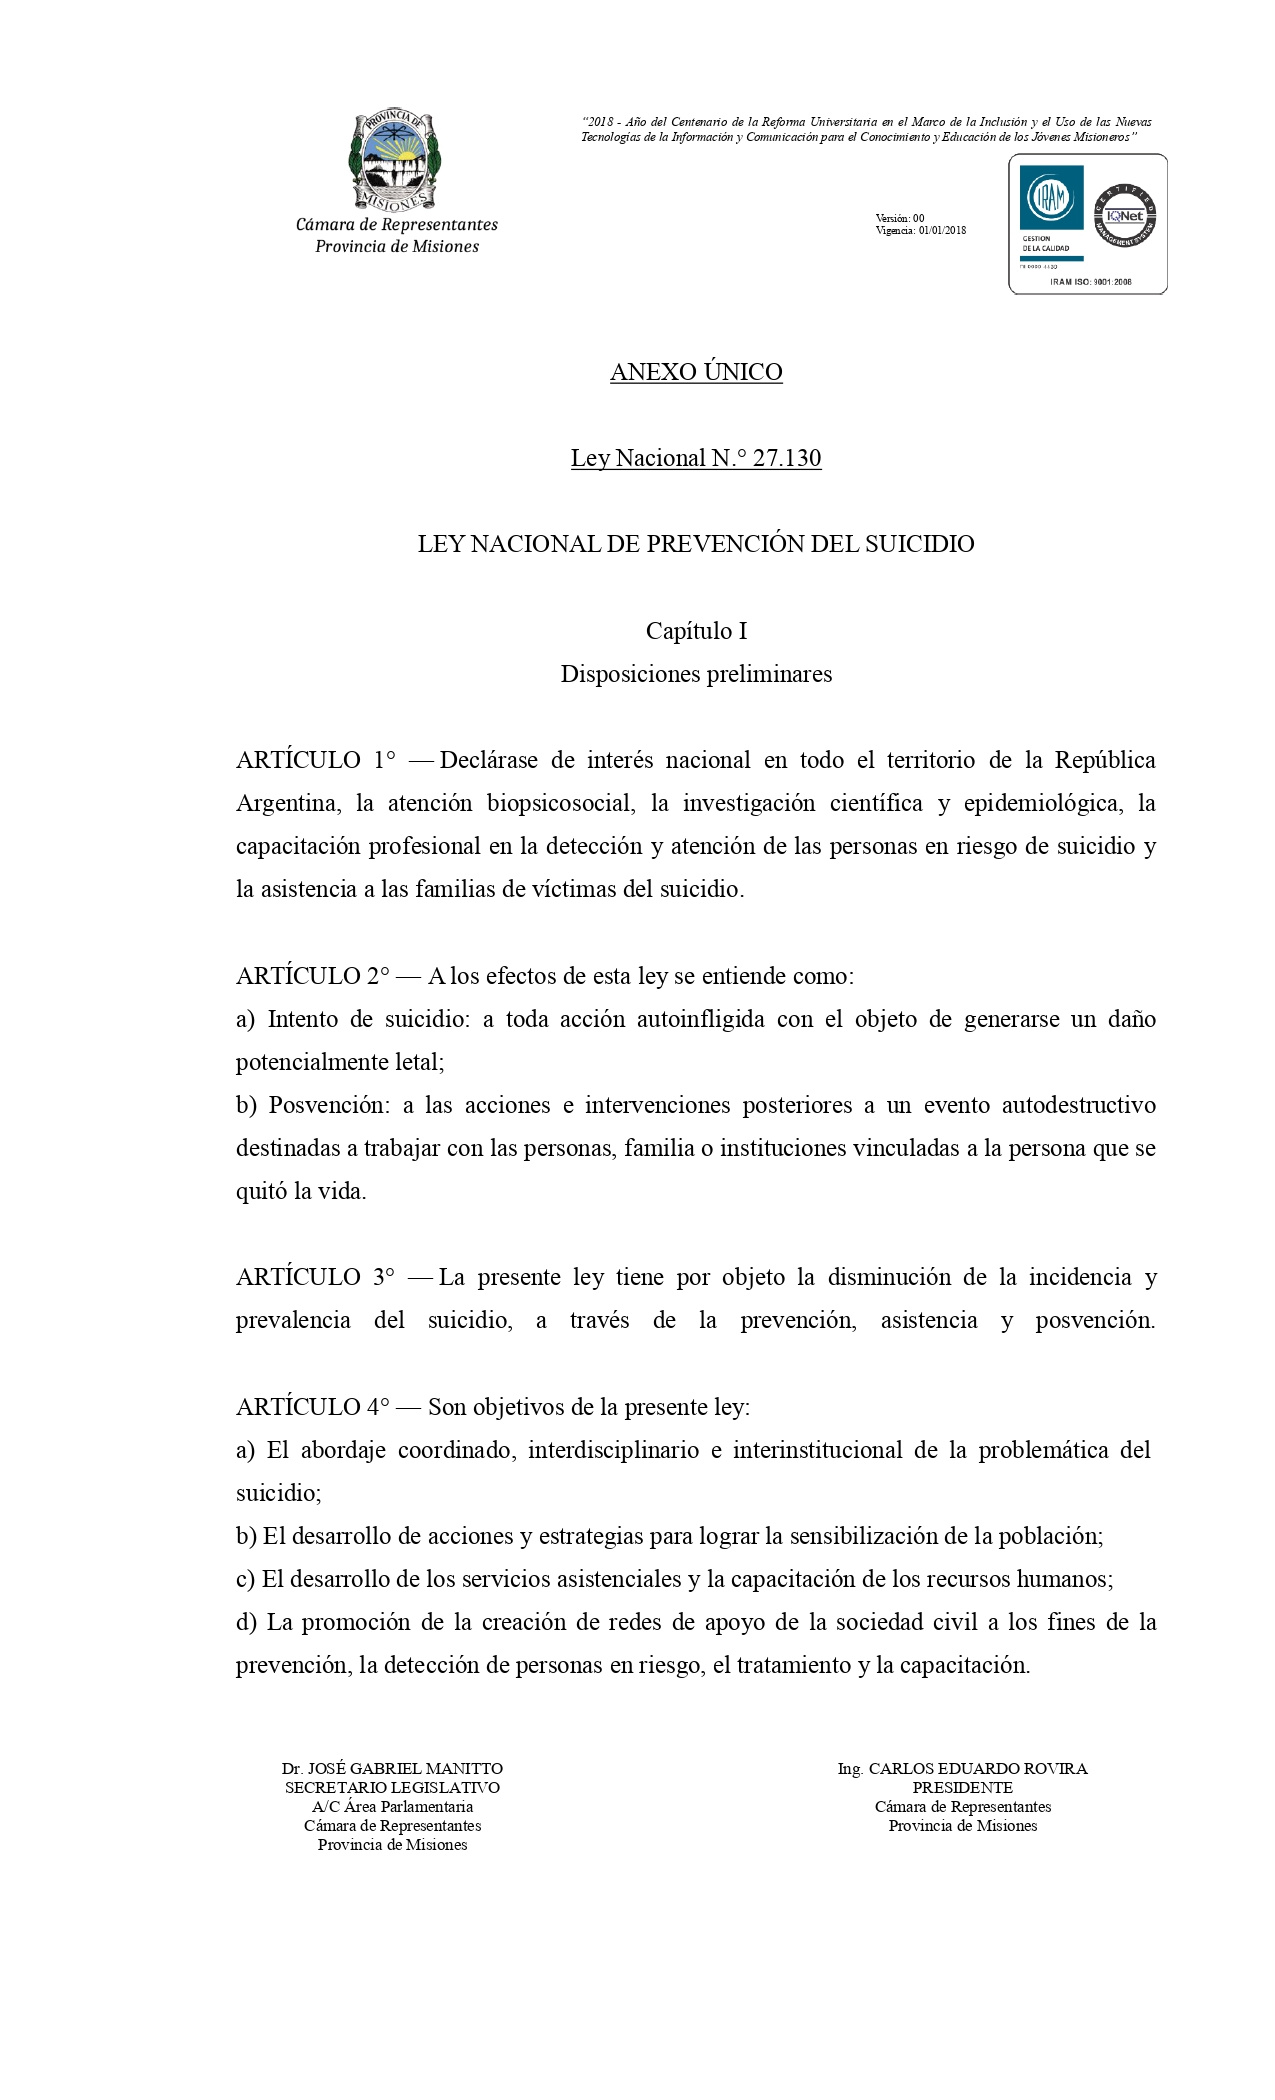 PROVINCIA DE
MISIONES
Cámara de Representantes
Provincia de Misiones
“2018 - Año del Centenario de la Reforma Universitaria en el Marco de la Inclusión y el Uso de las Nuevas
Tecnologías de la Información y Comunicación para el Conocimiento y Educación de los Jóvenes Misioneros”
Versión: 00
Vigencia: 01/01/2018
IRAM
GESTION
DE LA CALIDAD
CERTIFIED
IQNet
MANAGEMENT SYSTEM
IRAM ISO: 9001:2008
ANEXO ÚNICO
Ley Nacional N.° 27.130
LEY NACIONAL DE PREVENCIÓN DEL SUICIDIO
Capítulo I
Disposiciones preliminares
ARTÍCULO 1° — Declárase de interés nacional en todo el territorio de la República
Argentina, la atención biopsicosocial, la investigación científica y epidemiológica, la
capacitación profesional en la detección y atención de las personas en riesgo de suicidio y
la asistencia a las familias de víctimas del suicidio.
ARTÍCULO 2° — A los efectos de esta ley se entiende como:
a) Intento de suicidio: a toda acción autoinfligida con el objeto de generarse un daño
potencialmente letal;
b) Posvención: a las acciones e intervenciones posteriores a un evento autodestructivo
destinadas a trabajar con las personas, familia o instituciones vinculadas a la persona que se
quitó la vida.
ARTÍCULO 3° — La presente ley tiene por objeto la disminución de la incidencia y
prevalencia del suicidio, a través de la prevención, asistencia y posvención.
ARTÍCULO 4° — Son objetivos de la presente ley:
a) El abordaje coordinado, interdisciplinario e interinstitucional de la problemática del
suicidio;
b) El desarrollo de acciones y estrategias para lograr la sensibilización de la población;
c) El desarrollo de los servicios asistenciales y la capacitación de los recursos humanos;
d) La promoción de la creación de redes de apoyo de la sociedad civil a los fines de la
prevención, la detección de personas en riesgo, el tratamiento y la capacitación.
Dr. JOSÉ GABRIEL MANITTO
SECRETARIO LEGISLATIVO
A/C Área Parlamentaria
Cámara de Representantes
Provincia de Misiones
Ing. CARLOS EDUARDO ROVIRA
PRESIDENTE
Cámara de Representantes
Provincia de Misiones